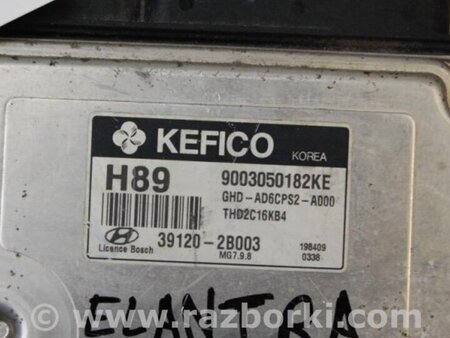 KEFICO
KOREA
H89
9003050182KE
GHD-AD6CPS2-A000
THD2C16KB4
39120-2B003
198409
Licence Bosch
MG7.9.8
0338
ELANTRA
www.razborki.com